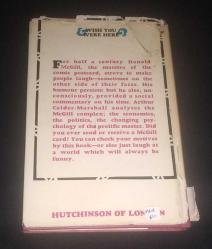 WISH YOU
WERE HERE
For half a century Donald
McGill, the master of the
comic postcard, strove to make
people laugh—sometimes on the
other side of their faces. His
humour persists but he also, un-
consciously, provided a social
commentary on his time. Arthur
Calder-Marshall analyses the
McGill complex; the economics,
the politics, the changing psy-
chology of the prolific master. Did
you ever send or receive a McGill
card? You can check your motives
by this book—or else just laugh at
a world which will always be
funny.
HUTCHINSON OF LONDON